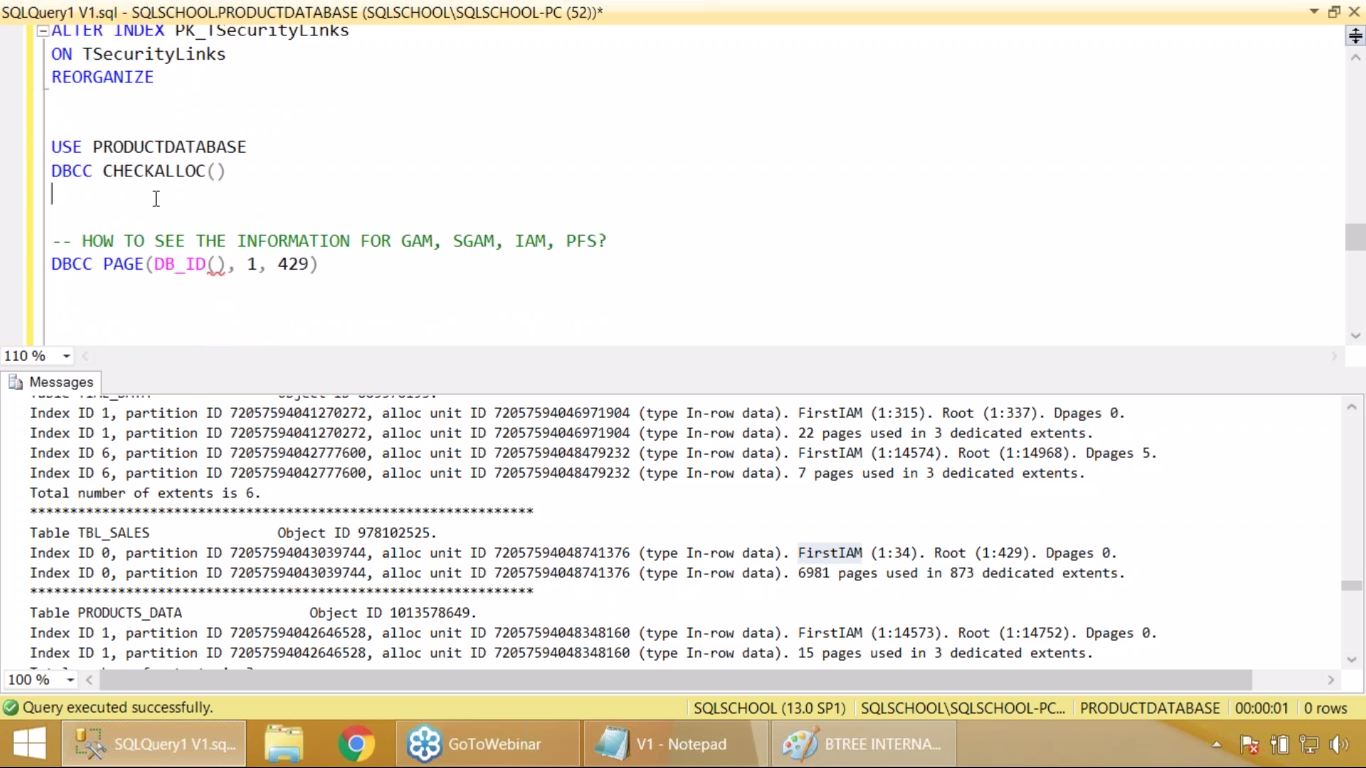 SQLQuery1 V1.sql - SQLSCHOOL.PRODUCTDATABASE (SQLSCHOOL\SQLSCHOOL-PC (52))*
ALTER INDEX PK_TSecurityLinks
ON TSecurityLinks
REORGANIZE
USE PRODUCTDATABASE
DBCC CHECKALLOC()
-- HOW TO SEE THE INFORMATION FOR GAM, SGAM, IAM, PFS?
DBCC PAGE(DB_ID(), 1, 429)
110 %
Messages
Index ID 1, partition ID 72057594041270272, alloc unit ID 72057594046971904 (type In-row data). FirstIAM (1:315). Root (1:337). Dpages 0.
Index ID 1, partition ID 72057594041270272, alloc unit ID 72057594046971904 (type In-row data). 22 pages used in 3 dedicated extents.
Index ID 6, partition ID 72057594042777600, alloc unit ID 72057594048479232 (type In-row data). FirstIAM (1:14574). Root (1:14968). Dpages 5.
Index ID 6, partition ID 72057594042777600, alloc unit ID 72057594048479232 (type In-row data). 7 pages used in 3 dedicated extents.
Total number of extents is 6.
***************************************************************
Table TBL_SALES                Object ID 978102525.
Index ID 0, partition ID 72057594043039744, alloc unit ID 72057594048741376 (type In-row data). FirstIAM (1:34). Root (1:429). Dpages 0.
Index ID 0, partition ID 72057594043039744, alloc unit ID 72057594048741376 (type In-row data). 6981 pages used in 873 dedicated extents.
***************************************************************
Table PRODUCTS_DATA                Object ID 1013578649.
Index ID 1, partition ID 72057594042646528, alloc unit ID 72057594048348160 (type In-row data). FirstIAM (1:14573). Root (1:14752). Dpages 0.
Index ID 1, partition ID 72057594042646528, alloc unit ID 72057594048348160 (type In-row data). 15 pages used in 3 dedicated extents.
100 %
Query executed successfully.
SQLSCHOOL (13.0 SP1)
SQLSCHOOL\SQLSCHOOL-PC...
PRODUCTDATABASE
00:00:01
0 rows
SQLQuery1 V1.sq...
GoToWebinar
V1 - Notepad
BTREE INTERNA...